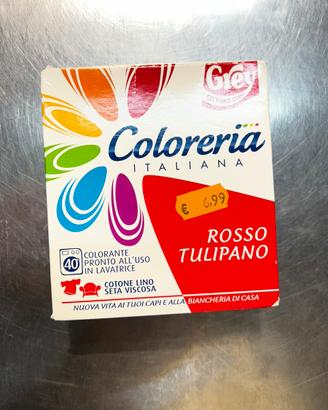 Grey
Coloreria
ITALIANA
€ 6,99
ROSSO
TULIPANO
40
COLORANTE
PRONTO ALL'USO
IN LAVATRICE
COTONE LINO
SETA VISCOSA
NUOVA VITA AI TUOI CAPI E ALLA BIANCHERIA DI CASA